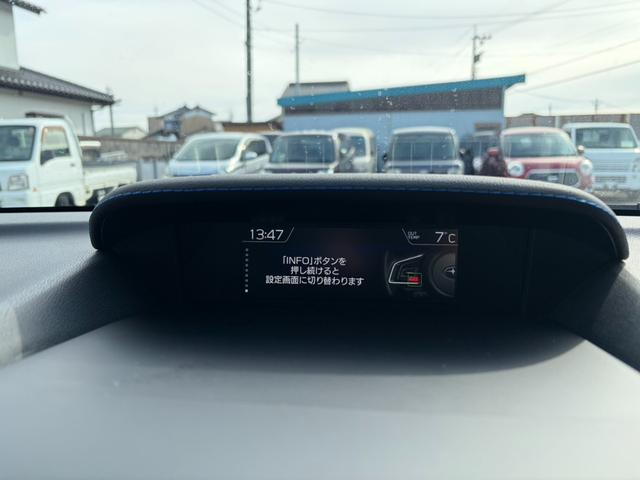 13:47
OUT
TEMP
7°C
「INFO」ボタンを
押し続けると
設定画面に切り替わります